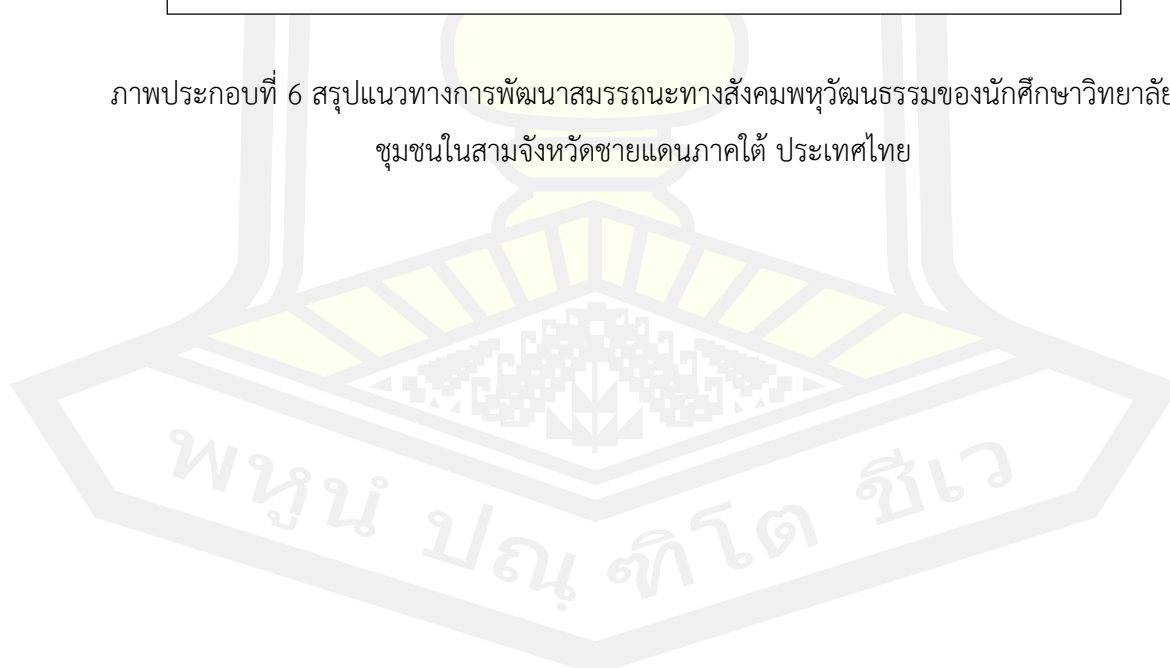 ภาพประกอบที่ 6 สรุปแนวทางการพัฒนาสมรรถนะทางสังคมพหุวัฒนธรรมของนักศึกษาวิทยาลัย
ชุมชนในสามจังหวัดชายแดนภาคใต้ ประเทศไทย
พหูนํ ปณฺฑิโต ชีเว